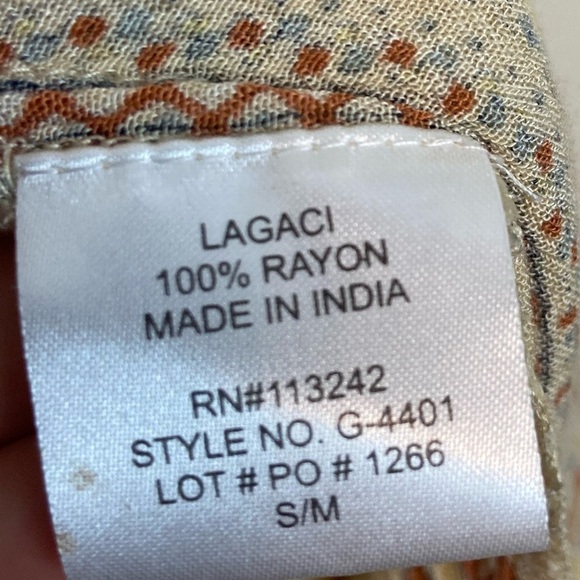 LAGACI
100% RAYON
MADE IN INDIA
RN#113242
STYLE NO. G-4401
LOT # PO # 1266
S/M